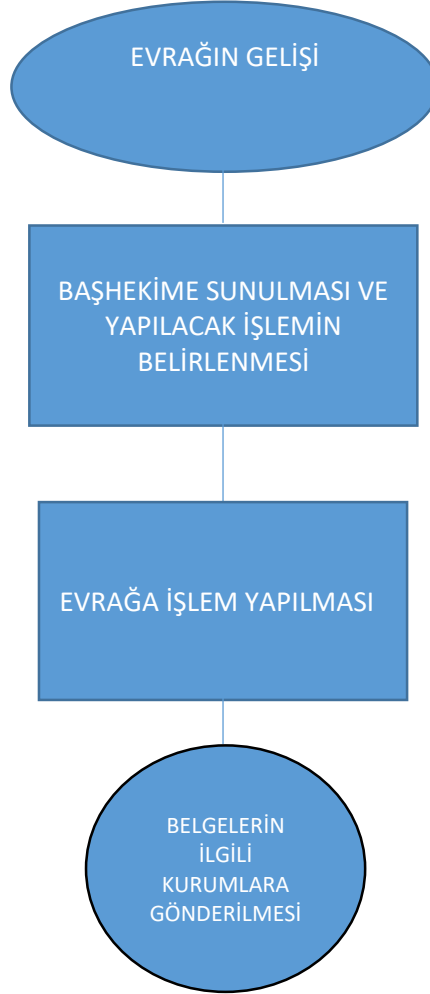 EVRAĞIN GELİŞİ
BAŞHEKİME SUNULMASI VE
YAPILACAK İŞLEMİN
BELİRLENMESİ
EVRAĞA İŞLEM YAPILMASI
BELGELERİN
İLGİLİ
KURUMLARA
GÖNDERİLMESİ